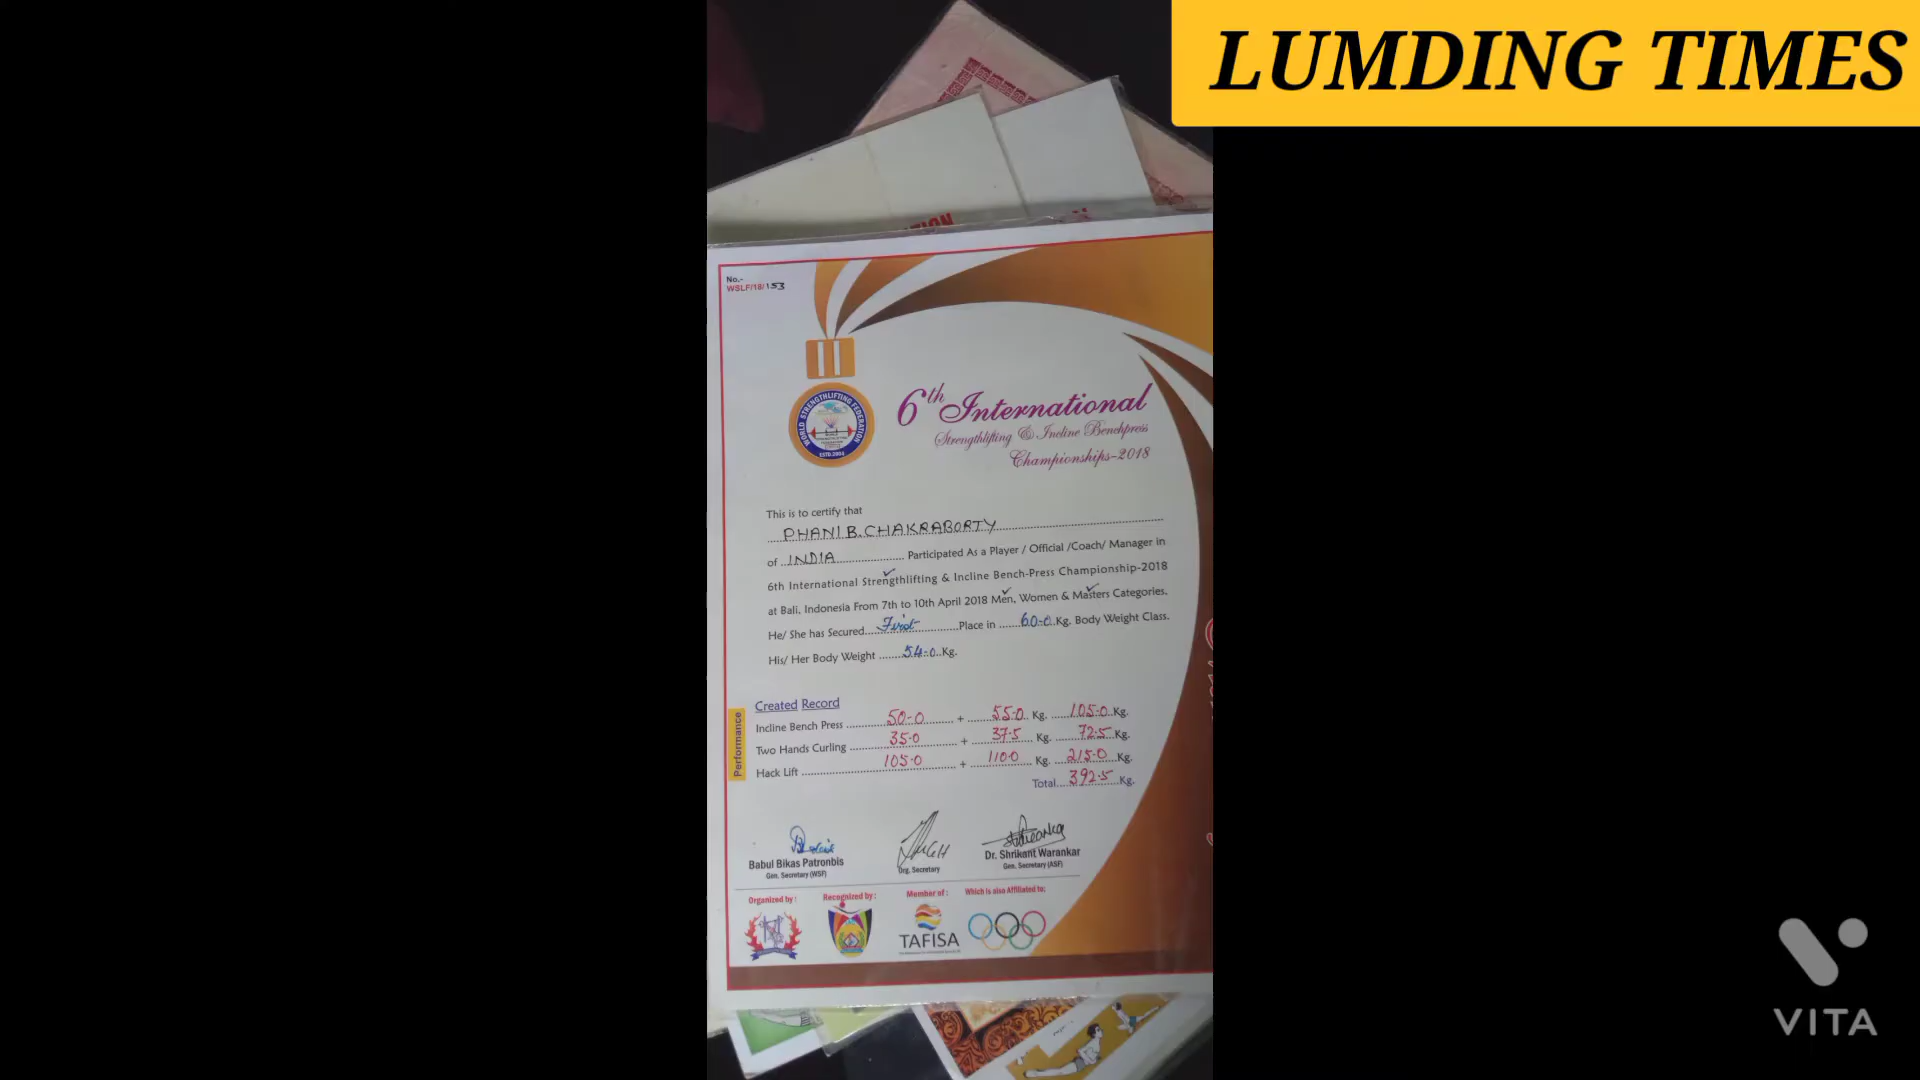 LUMDING TIMES
No.-
WSLF/18/153
WORLD STRENGTHLIFTING FEDERATION
ESTD.2004
6th International
Strengthlifting & Incline Benchpress
Championships-2018
This is to certify that
PHANI B. CHAKRABORTY
of INDIA Participated As a Player / Official /Coach/ Manager in
6th International Strengthlifting & Incline Bench-Press Championship-2018
at Bali, Indonesia From 7th to 10th April 2018 Men, Women & Masters Categories.
He/ She has Secured First Place in 60-0 Kg. Body Weight Class.
His/ Her Body Weight 54-0 Kg.
Performance
Created Record
Incline Bench Press 50-0 + 55-0 Kg. 105-0 Kg.
Two Hands Curling 35-0 + 37-5 Kg. 72-5 Kg.
Hack Lift 105-0 + 110-0 Kg. 215-0 Kg.
Total 392-5 Kg.
Babul Bikas Patronbis
Gen. Secretary (WSF)
Org. Secretary
Dr. Shrikant Warankar
Gen. Secretary (ASF)
Organized by :
Recognized by :
Member of :
Which is also Affiliated to:
TAFISA
VITA